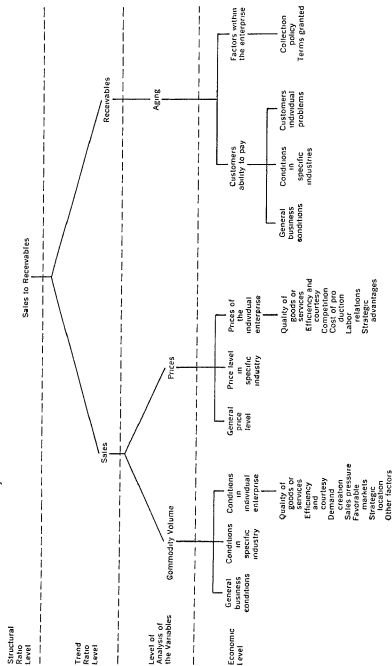 Structural
Ratio
Level
Sales to Receivables
Trend
Ratio
Level
Sales
Receivables
Level of
Analysis of
the Variables
Commodity Volume
Prices
Aging
Economic
Level
General
business
conditions
Conditions
in
specific
industry
Conditions
in
individual
enterprise
Quality of
goods or
services
Efficiency
and
courtesy
Demand
creation
Sales pressure
Favorable
markets
Strategic
location
Other factors
General
price
level
Price level
specific
industry
Prices of
the
individual
enterprise
Quality of
goods or
services
Efficiency and
courtesy
Competition
Cost of pro
duction
Labor
relations
Strategic
advantages
Customers
ability to pay
General
business
conditions
Conditions
in
specific
industries
Customers
individual
problems
Factors within
the enterprise
Collection
policy
Terms granted